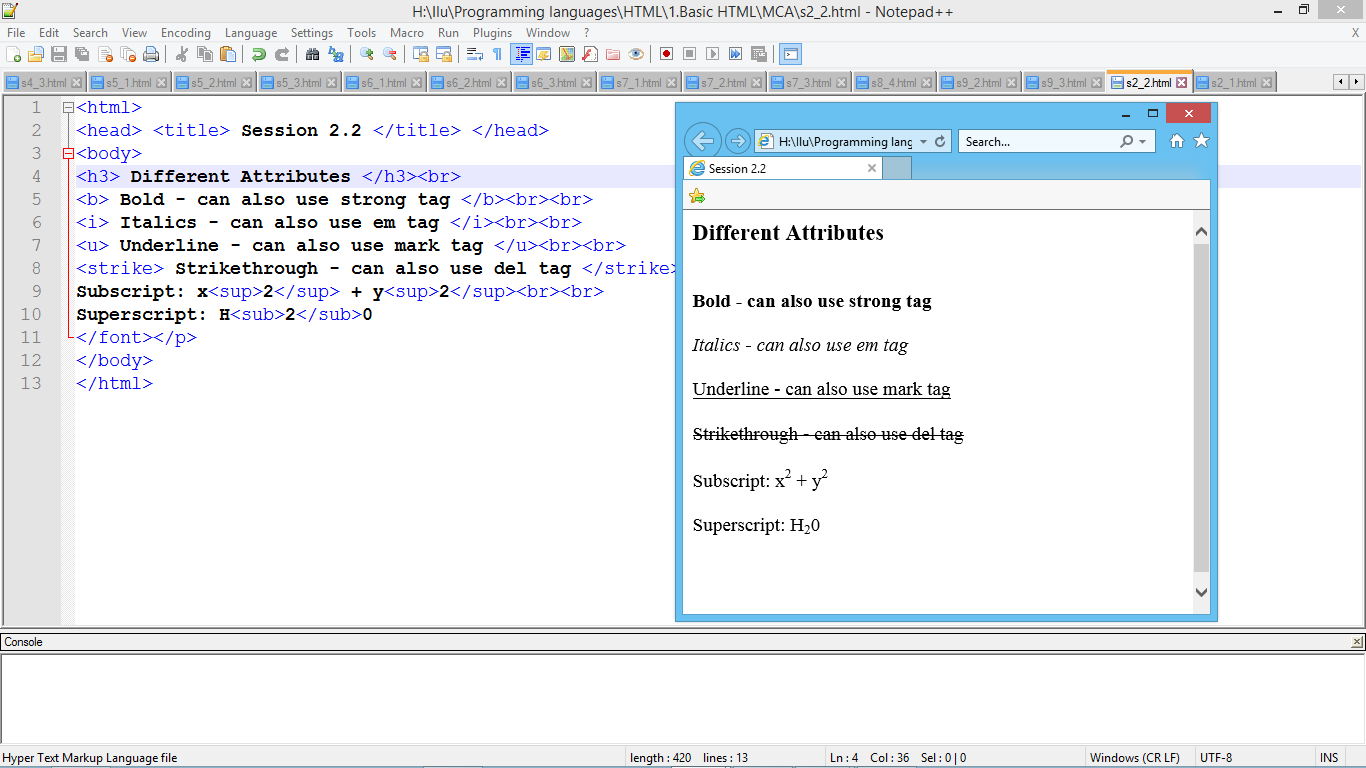 H:\Ilu\Programming languages\HTML\1.Basic HTML\MCA\s2_2.html - Notepad++
File Edit Search View Encoding Language Settings Tools Macro Run Plugins Window ? X
s4_3.html s5_1.html s5_2.html s5_3.html s6_1.html s6_2.html s6_3.html s7_1.html s7_2.html s7_3.html s8_4.html s9_2.html s9_3.html s2_2.html s2_1.html
1 <html>
2 <head> <title> Session 2.2 </title> </head>
3 <body>
4 <h3> Different Attributes </h3><br>
5 <b> Bold - can also use strong tag </b><br><br>
6 <i> Italics - can also use em tag </i><br><br>
7 <u> Underline - can also use mark tag </u><br><br>
8 <strike> Strikethrough - can also use del tag </strike>
9 Subscript: x<sup>2</sup> + y<sup>2</sup><br><br>
10 Superscript: H<sub>2</sub>0
11 </font></p>
12 </body>
13 </html>
H:\Ilu\Programming lang
Search...
Session 2.2
Different Attributes
Bold - can also use strong tag
Italics - can also use em tag
Underline - can also use mark tag
Strikethrough - can also use del tag
Subscript: x² + y²
Superscript: H₂0
Console
Hyper Text Markup Language file length : 420 lines : 13 Ln : 4 Col : 36 Sel : 0 | 0 Windows (CR LF) UTF-8 INS